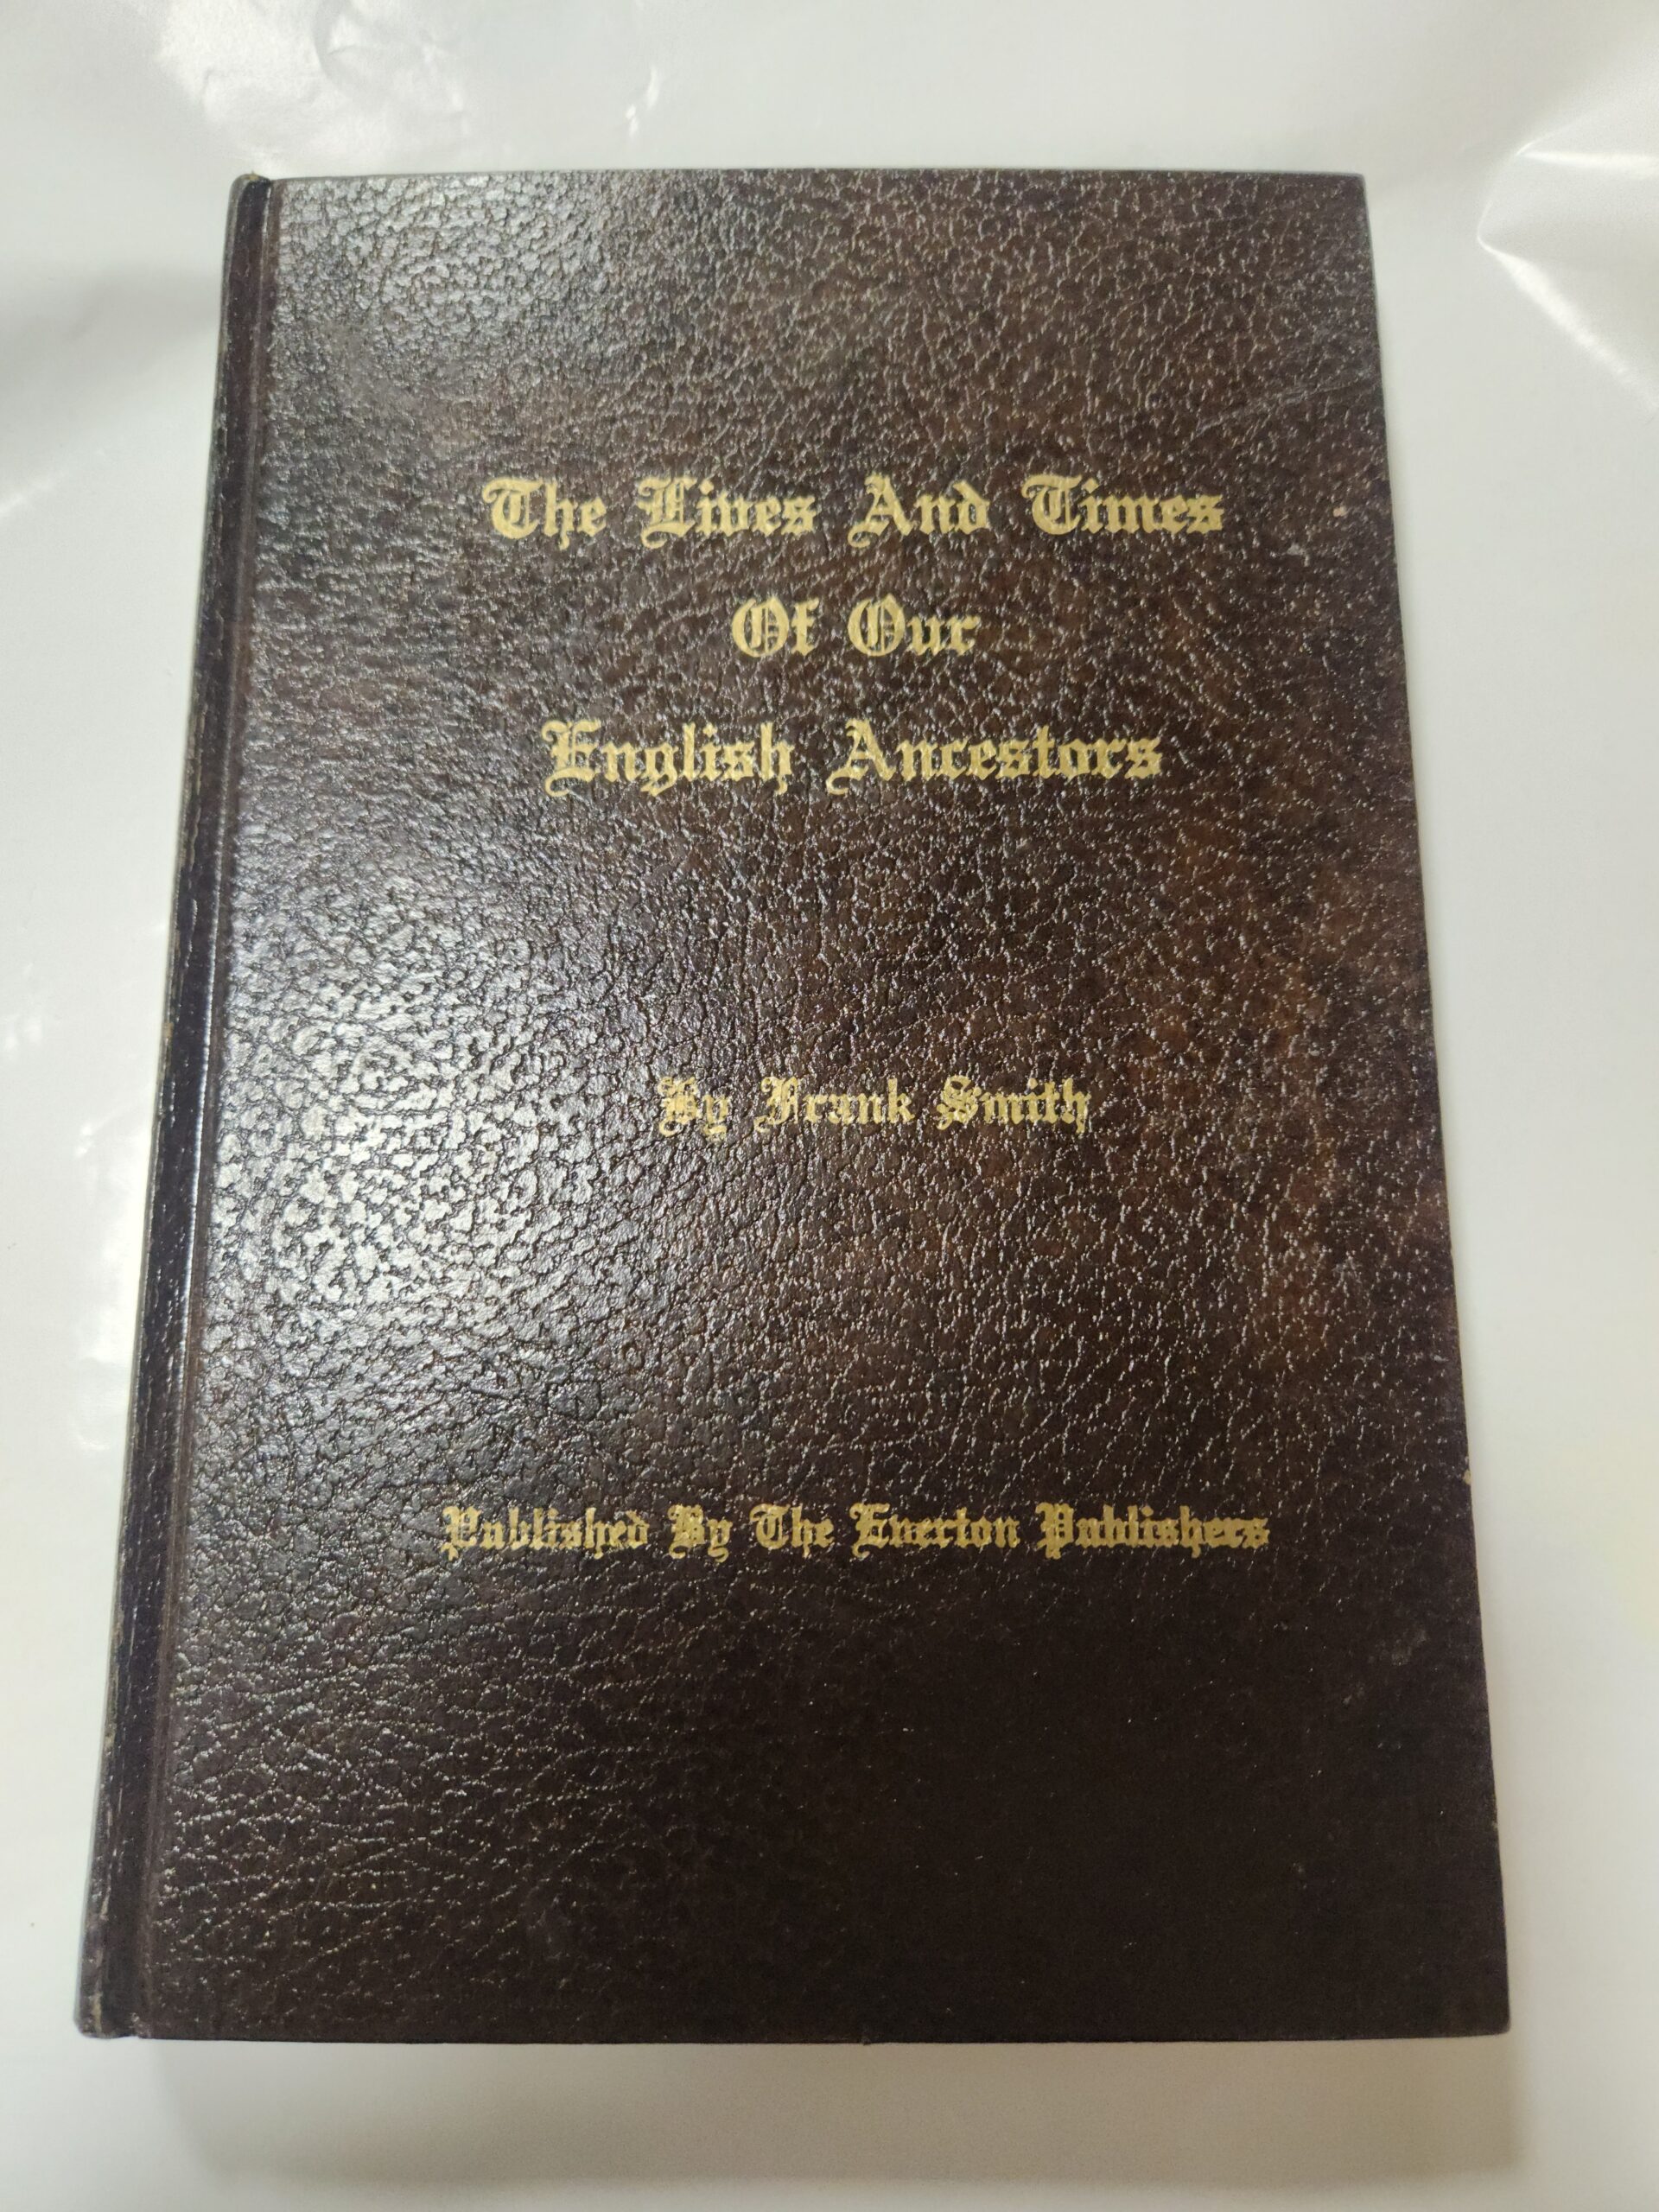 The Lives And Times
Of Our
English Ancestors
By Frank Smith
Published By The Everton Publishers